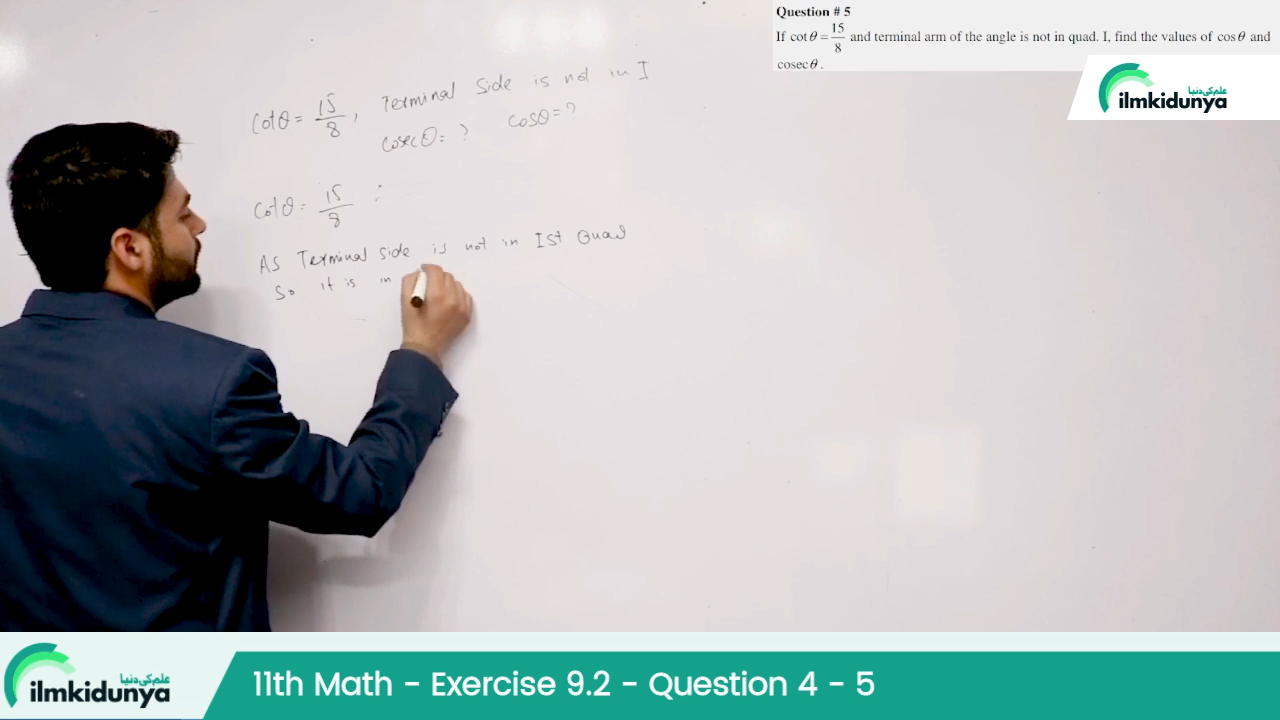 Question # 5
If cot θ = 15/8 and terminal arm of the angle is not in quad. I, find the values of cos θ and
cosec θ .
علم کی دنیا
ilmkidunya
cotθ = 15/8 , Terminal Side is not in I
cosecθ = ? cosθ = ?
cotθ = 15/8 ;
As Terminal side is not in Ist Quad
So it is in
علم کی دنیا
ilmkidunya
11th Math - Exercise 9.2 - Question 4 - 5